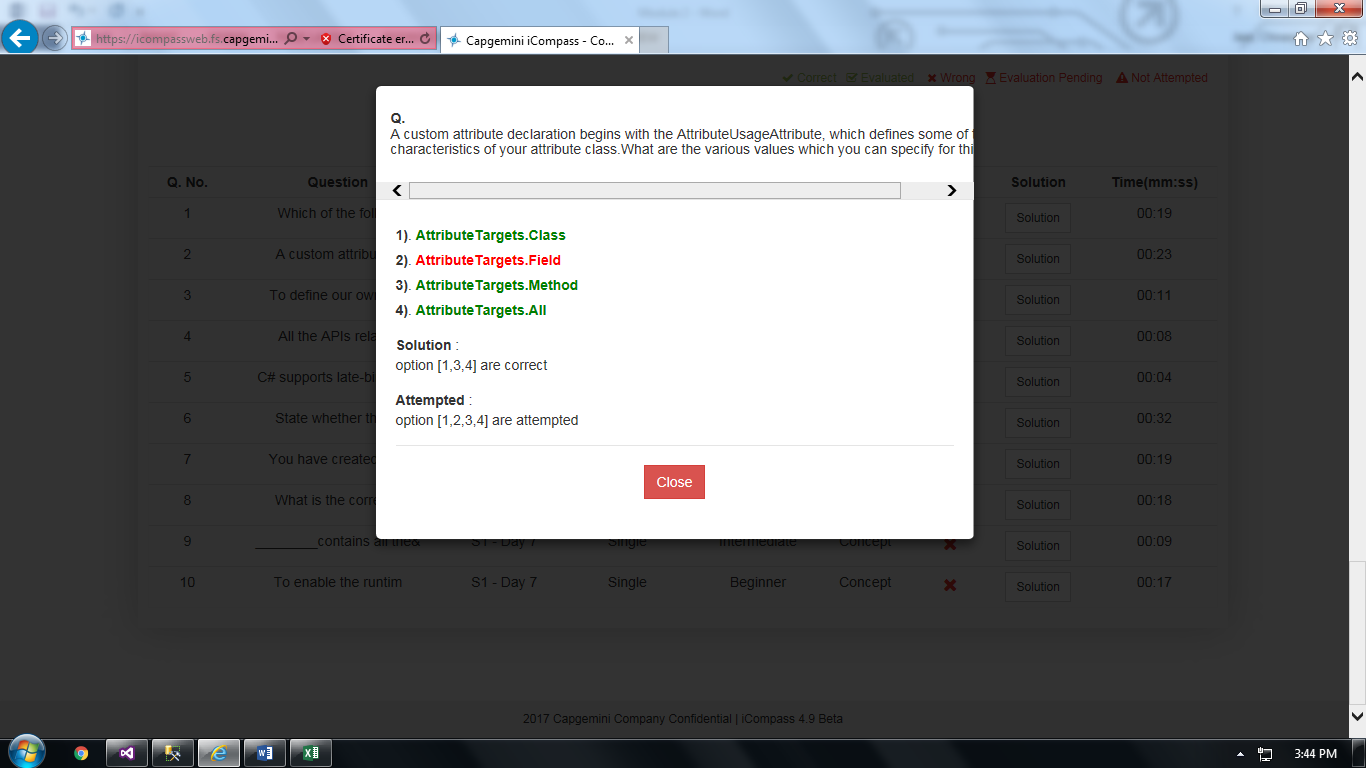 https://icompassweb.fs.capgemi...
Certificate er...
Capgemini iCompass - Co...
Correct Evaluated Wrong Evaluation Pending Not Attempted
Q.
A custom attribute declaration begins with the AttributeUsageAttribute, which defines some of
characteristics of your attribute class.What are the various values which you can specify for thi
Q. No. Question Solution Time(mm:ss)
1). AttributeTargets.Class
2). AttributeTargets.Field
3). AttributeTargets.Method
4). AttributeTargets.All
Solution :
option [1,3,4] are correct
Attempted :
option [1,2,3,4] are attempted
Close
1 Which of the foll Solution 00:19
2 A custom attribu Solution 00:23
3 To define our ow Solution 00:11
4 All the APIs rela Solution 00:08
5 C# supports late-bi Solution 00:04
6 State whether th Solution 00:32
7 You have created Solution 00:19
8 What is the corre Solution 00:18
9 ________contains all the& S1 - Day 7 Single Intermediate Concept Solution 00:09
10 To enable the runtim S1 - Day 7 Single Beginner Concept Solution 00:17
2017 Capgemini Company Confidential | iCompass 4.9 Beta
3:44 PM